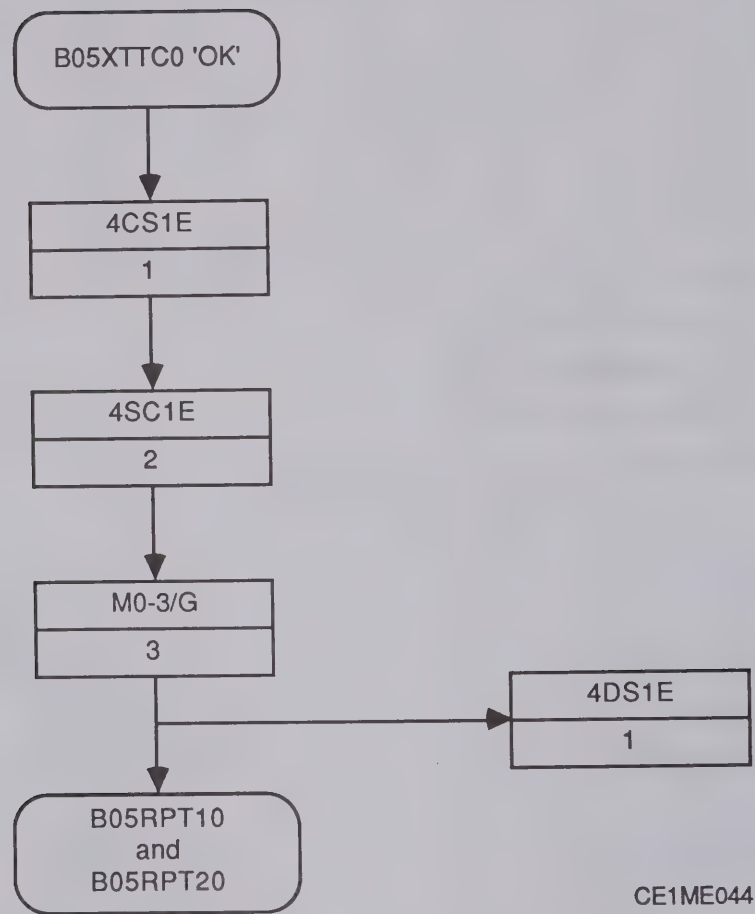 B05XTTC0 'OK'
4CS1E
1
4SC1E
2
M0-3/G
3
4DS1E
1
B05RPT10
and
B05RPT20
CE1ME044